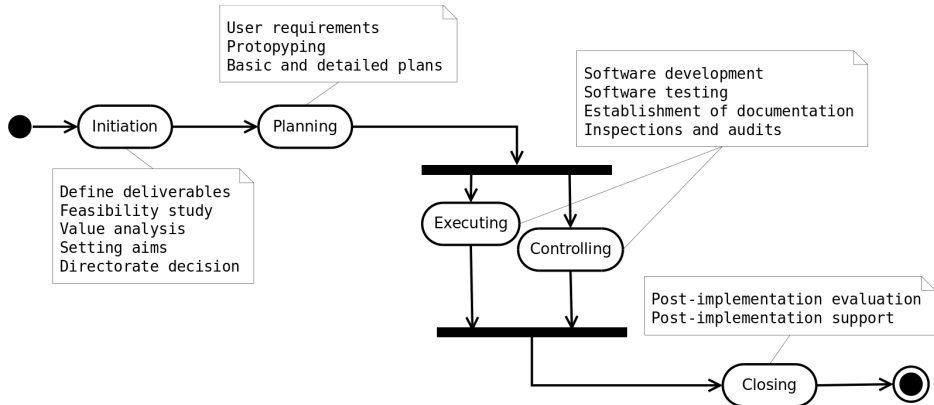 User requirements
Protopyping
Basic and detailed plans
Software development
Software testing
Establishment of documentation
Inspections and audits
Initiation
Planning
Define deliverables
Feasibility study
Value analysis
Setting aims
Directorate decision
Executing
Controlling
Post-implementation evaluation
Post-implementation support
Closing